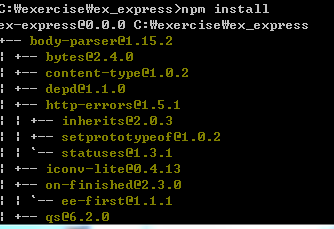 C:₩exercise₩ex_express>npm install
ex-express@0.0.0 C:₩exercise₩ex_express
+-- body-parser@1.15.2
¦ +-- bytes@2.4.0
¦ +-- content-type@1.0.2
¦ +-- depd@1.1.0
¦ +-- http-errors@1.5.1
¦ ¦ +-- inherits@2.0.3
¦ ¦ +-- setprototypeof@1.0.2
¦ ¦ `-- statuses@1.3.1
¦ +-- iconv-lite@0.4.13
¦ +-- on-finished@2.3.0
¦ ¦ `-- ee-first@1.1.1
¦ +-- qs@6.2.0